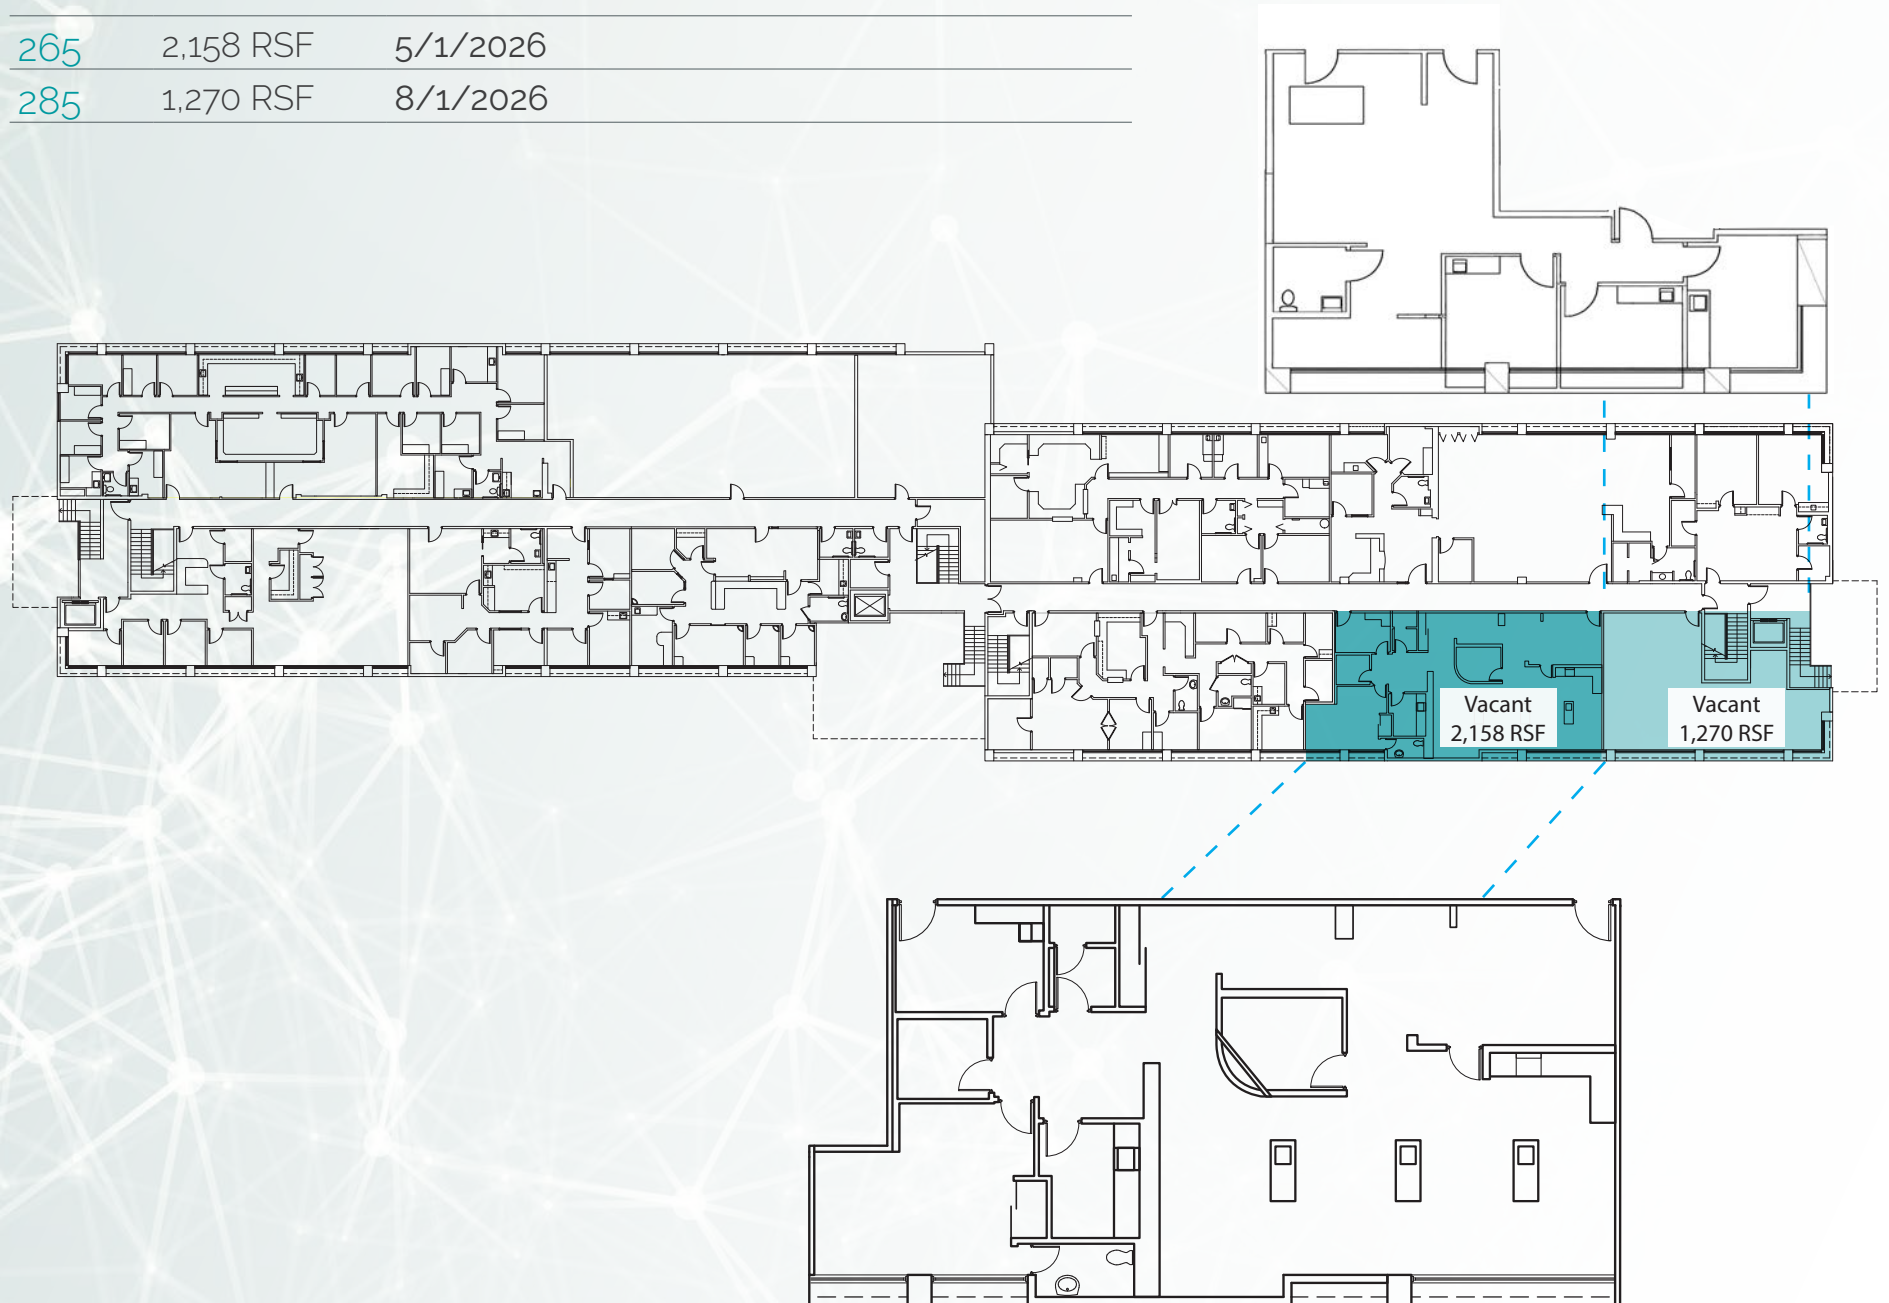 265 2,158 RSF 5/1/2026
285 1,270 RSF 8/1/2026
Vacant
2,158 RSF
Vacant
1,270 RSF